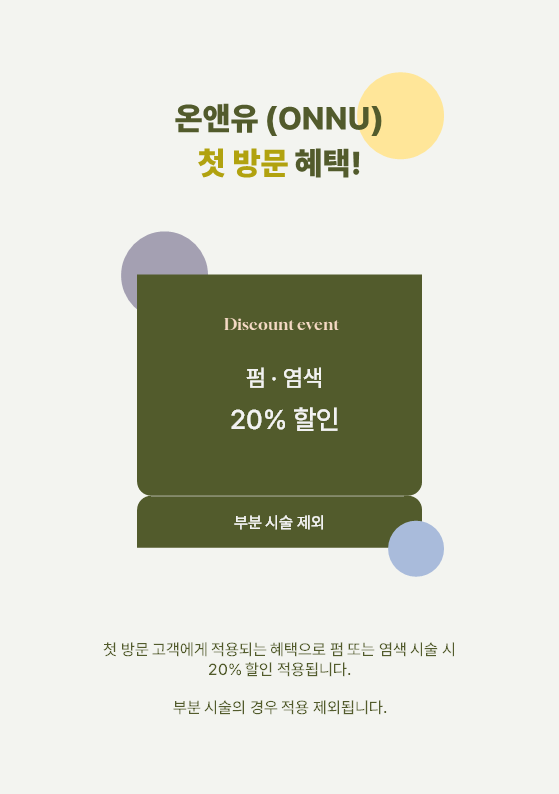 온앤유 (ONNU)
첫 방문 혜택!
Discount event
펌 · 염색
20% 할인
부분 시술 제외
첫 방문 고객에게 적용되는 혜택으로 펌 또는 염색 시술 시
20% 할인 적용됩니다.
부분 시술의 경우 적용 제외됩니다.